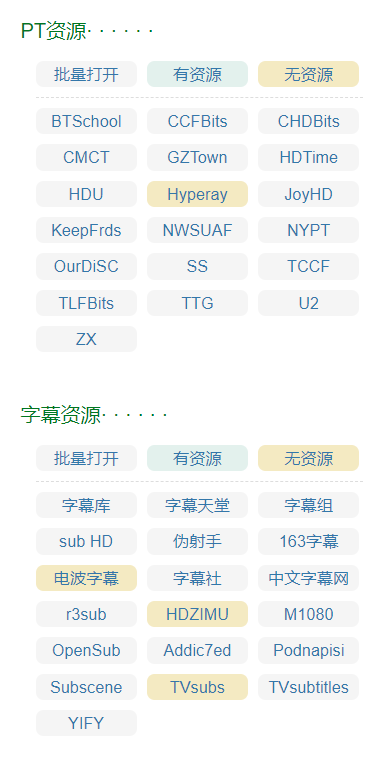 PT资源· · · · · ·
批量打开 有资源 无资源
BTSchool CCFBits CHDBits
CMCT GZTown HDTime
HDU Hyperay JoyHD
KeepFrds NWSUAF NYPT
OurDiSC SS TCCF
TLFBits TTG U2
ZX
字幕资源· · · · · ·
批量打开 有资源 无资源
字幕库 字幕天堂 字幕组
sub HD 伪射手 163字幕
电波字幕 字幕社 中文字幕网
r3sub HDZIMU M1080
OpenSub Addic7ed Podnapisi
Subscene TVsubs TVsubtitles
YIFY